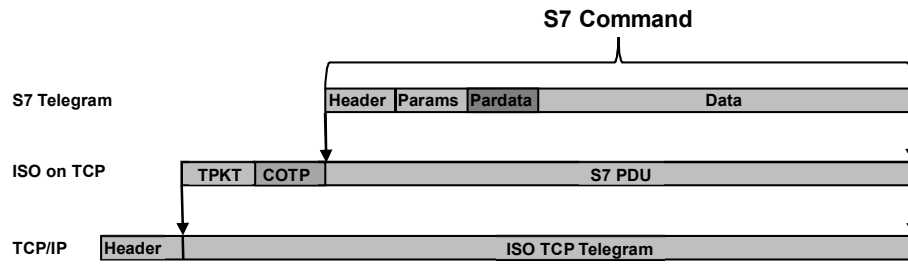 S7 Command
S7 Telegram Header Params Pardata Data
ISO on TCP TPKT COTP S7 PDU
TCP/IP Header ISO TCP Telegram